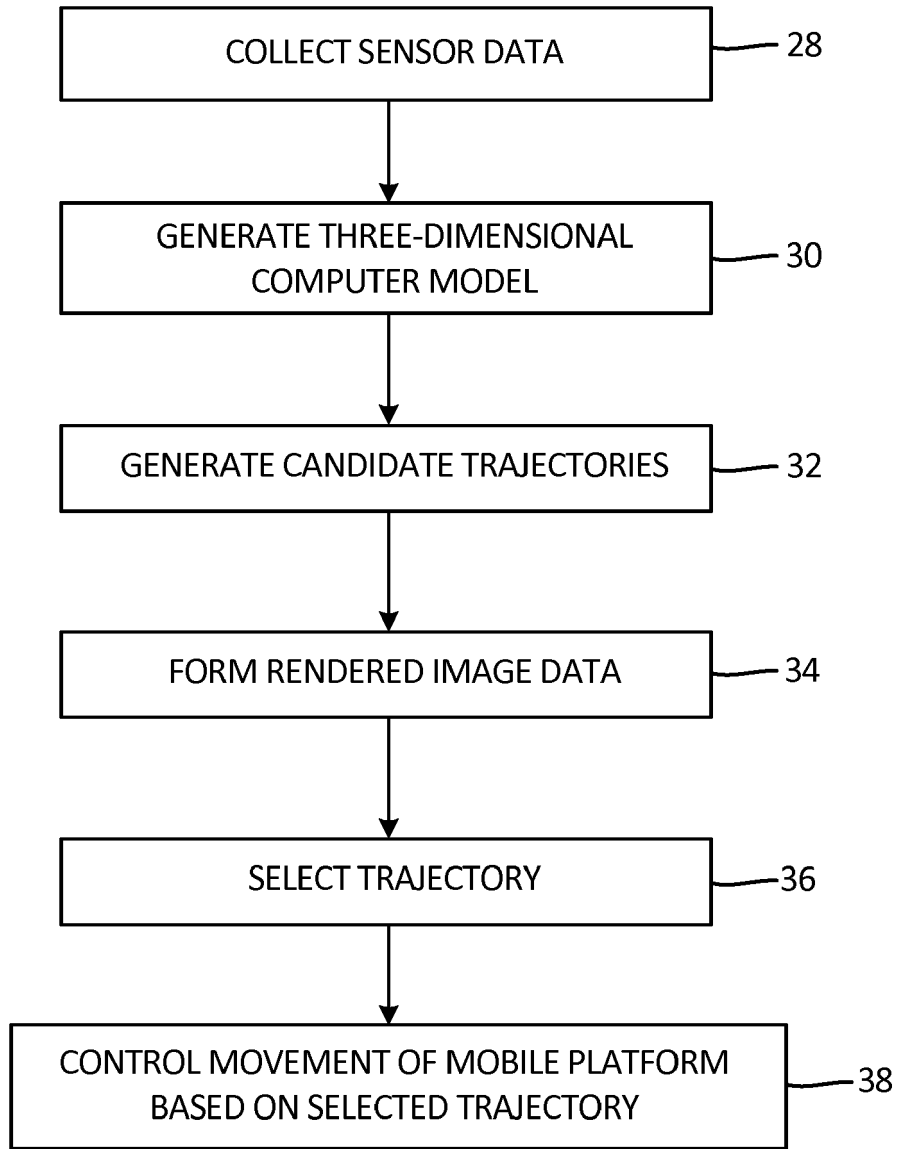 COLLECT SENSOR DATA
28
GENERATE THREE-DIMENSIONAL
COMPUTER MODEL
30
GENERATE CANDIDATE TRAJECTORIES
32
FORM RENDERED IMAGE DATA
34
SELECT TRAJECTORY
36
CONTROL MOVEMENT OF MOBILE PLATFORM
BASED ON SELECTED TRAJECTORY
38